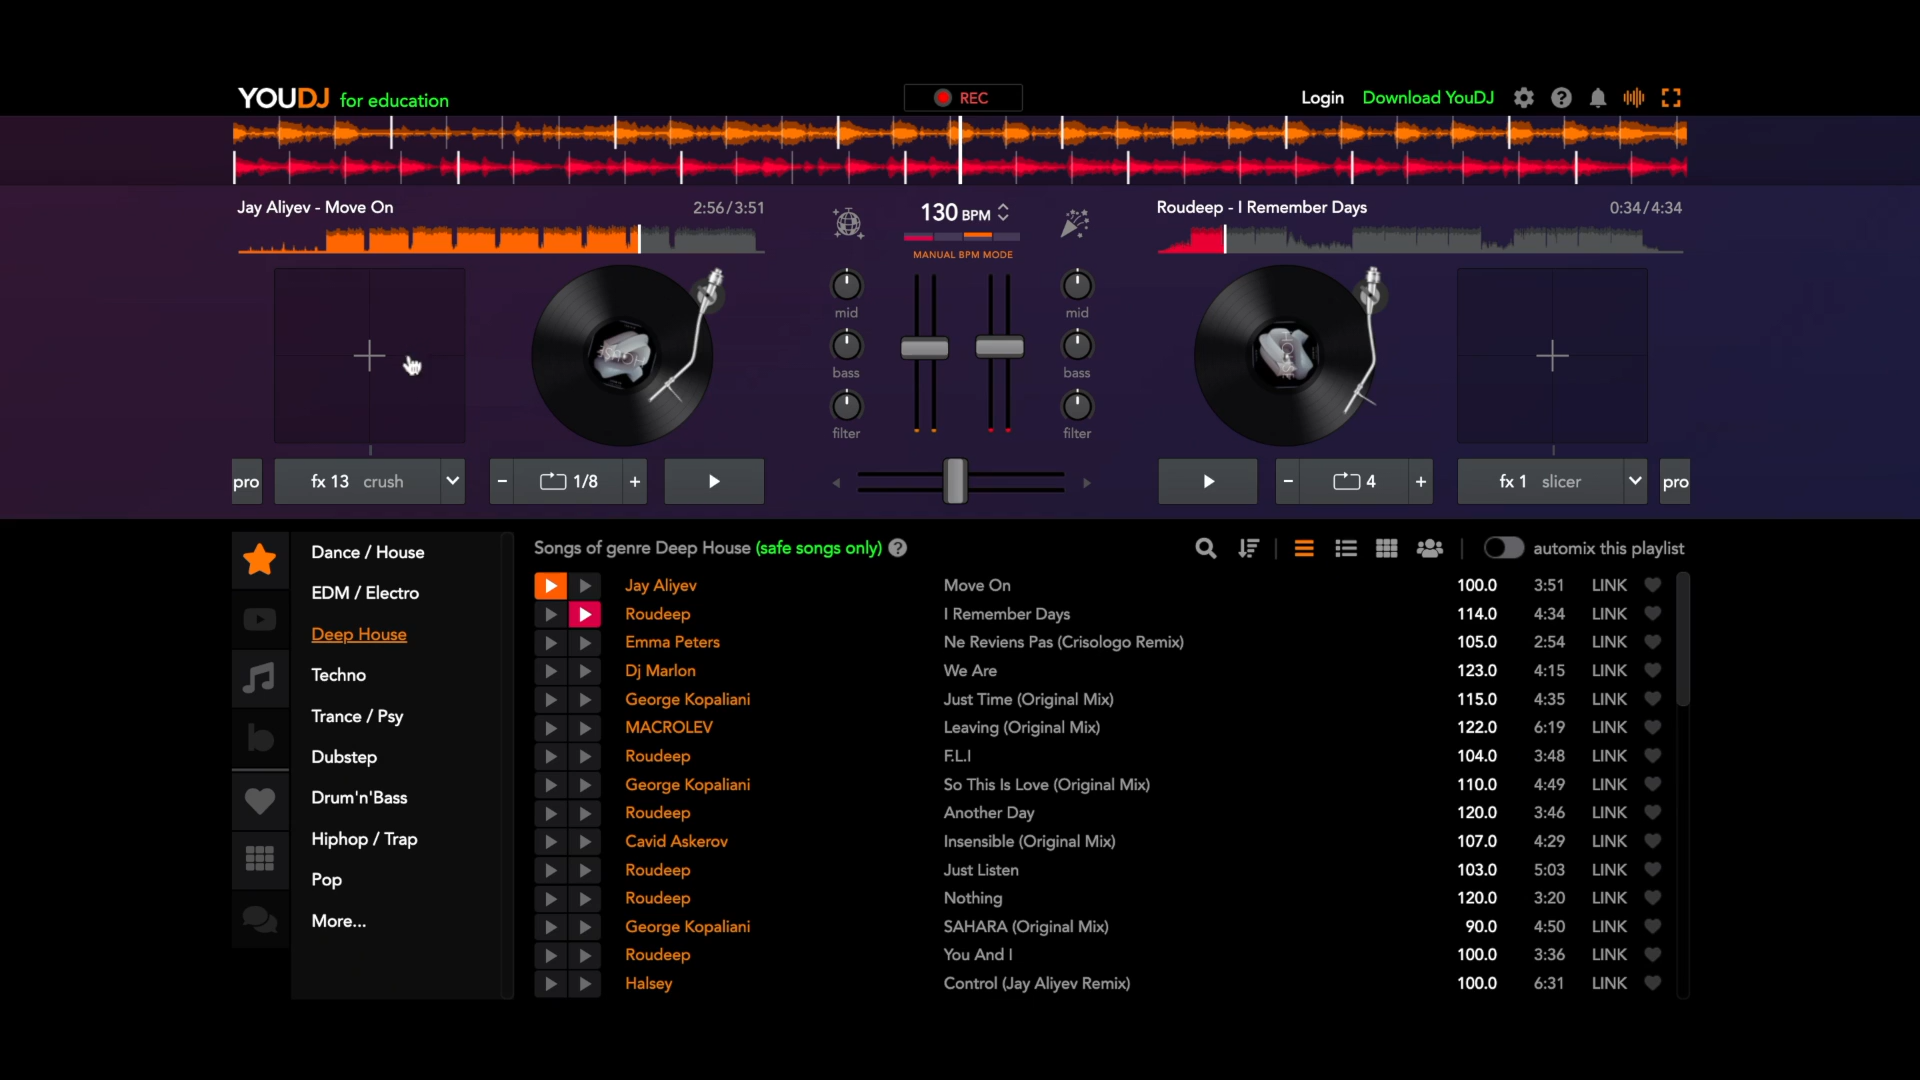 YOUDJ for education
REC
Login Download YouDJ
Jay Aliyev - Move On 2:56/3:51
130 BPM
MANUAL BPM MODE
Roudeep - I Remember Days 0:34/4:34
mid
bass
filter
mid
bass
filter
pro fx 13 crush - 1/8 +
- 4 + fx 1 slicer pro
Dance / House
EDM / Electro
Deep House
Techno
Trance / Psy
Dubstep
Drum'n'Bass
Hiphop / Trap
Pop
More...
Songs of genre Deep House (safe songs only) automix this playlist
Jay Aliyev Move On 100.0 3:51 LINK
Roudeep I Remember Days 114.0 4:34 LINK
Emma Peters Ne Reviens Pas (Crisologo Remix) 105.0 2:54 LINK
Dj Marlon We Are 123.0 4:15 LINK
George Kopaliani Just Time (Original Mix) 115.0 4:35 LINK
MACROLEV Leaving (Original Mix) 122.0 6:19 LINK
Roudeep F.L.I 104.0 3:48 LINK
George Kopaliani So This Is Love (Original Mix) 110.0 4:49 LINK
Roudeep Another Day 120.0 3:46 LINK
Cavid Askerov Insensible (Original Mix) 107.0 4:29 LINK
Roudeep Just Listen 103.0 5:03 LINK
Roudeep Nothing 120.0 3:20 LINK
George Kopaliani SAHARA (Original Mix) 90.0 4:50 LINK
Roudeep You And I 100.0 3:36 LINK
Halsey Control (Jay Aliyev Remix) 100.0 6:31 LINK